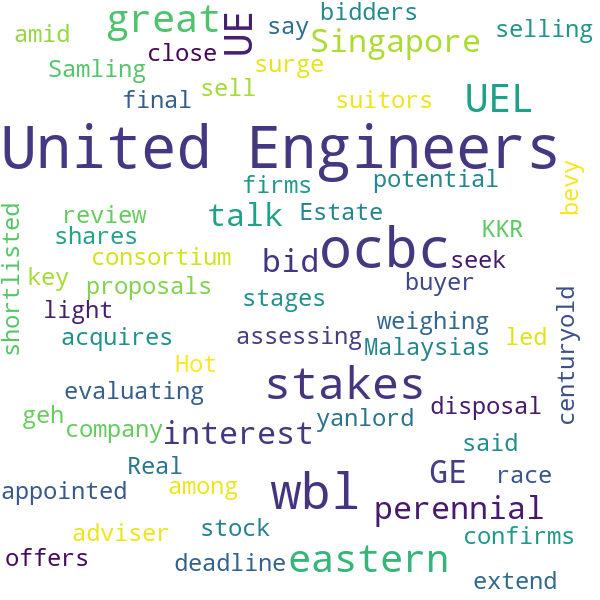 bidders
great
UE
say
selling
amid
Singapore
close
surge
Samling
sell
final
suitors
UEL
United Engineers
potential
firms
bevy
review
talk
Estate
KKR
shortlisted
shares
ocbc
consortium
bid
seek
key
proposals
buyer
stages
light
centuryold
weighing
acquires
assessing
led
Malaysias
Hot
stakes
evaluating
disposal
geh
yanlord
company
interest
said
Real
GE
race
wbl
appointed
among
perennial
adviser
stock
confirms
offers
deadline
eastern
extend